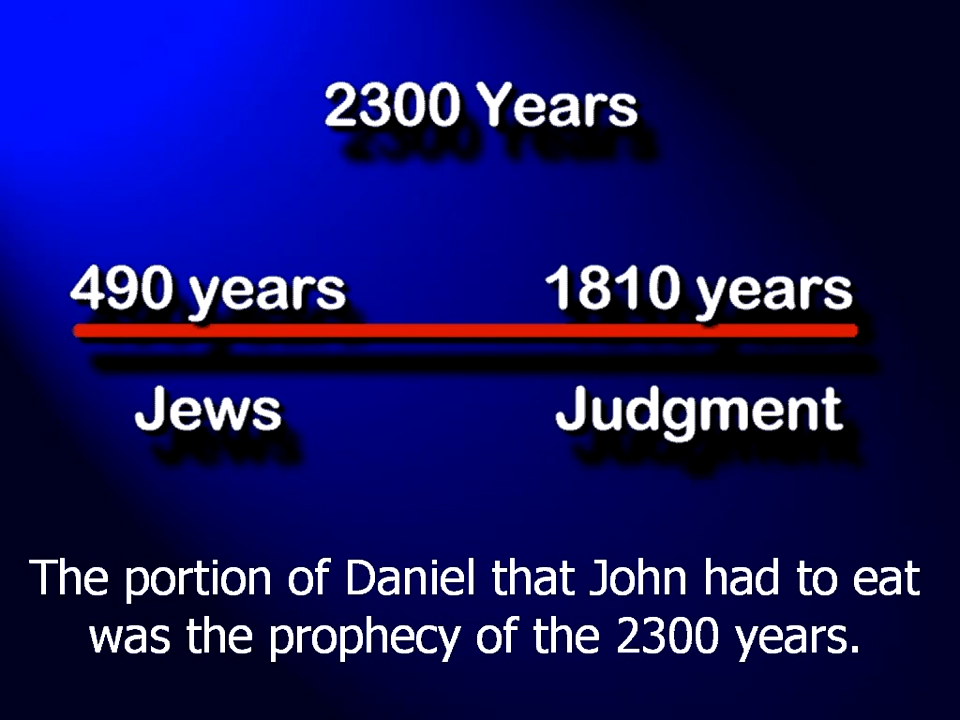 2300 Years
490 years 1810 years
Jews Judgment
The portion of Daniel that John had to eat
was the prophecy of the 2300 years.